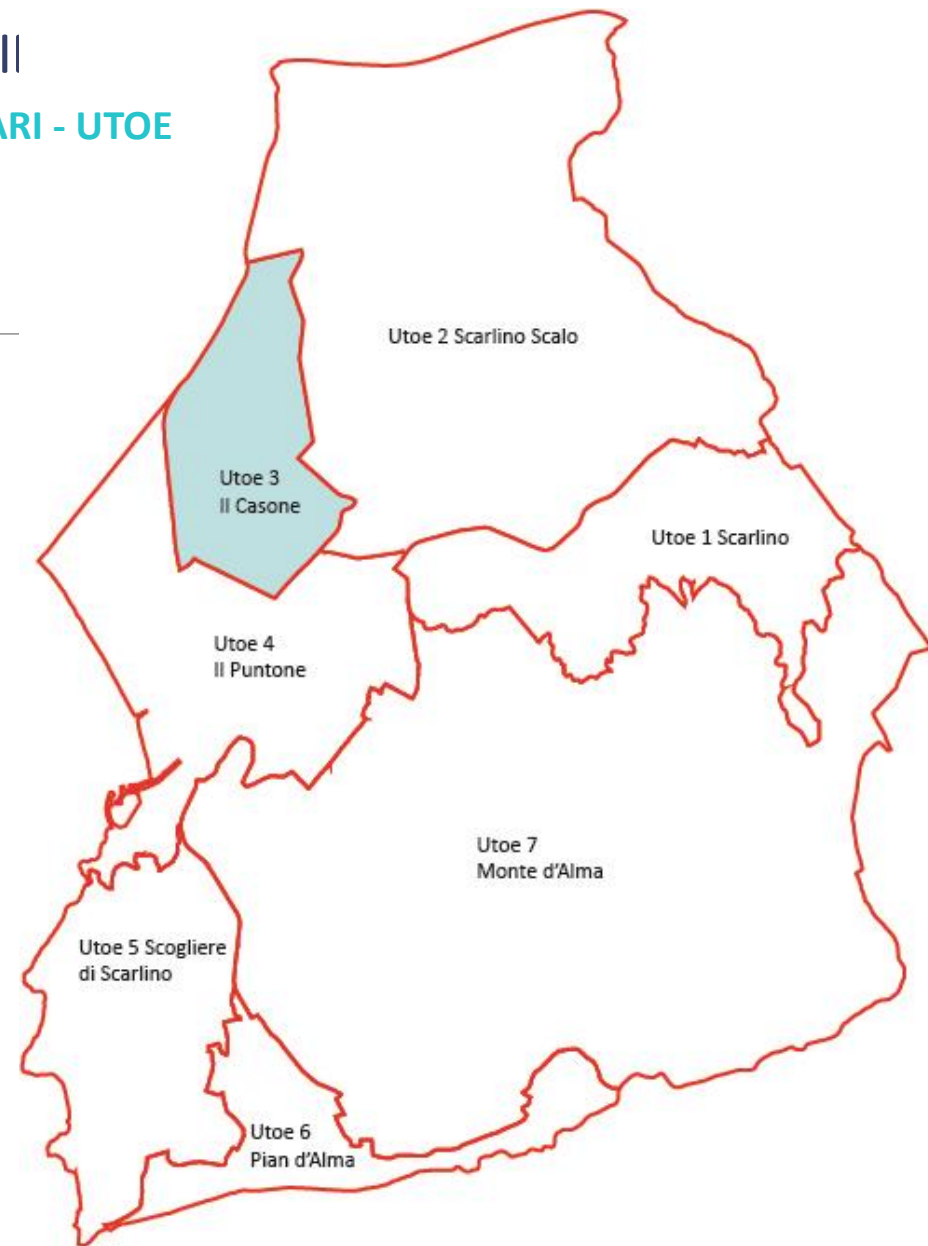 ARI - UTOE
Utoe 2 Scarlino Scalo
Utoe 3
Il Casone
Utoe 1 Scarlino
Utoe 4
Il Puntone
Utoe 7
Monte d'Alma
Utoe 5 Scogliere
di Scarlino
Utoe 6
Pian d'Alma